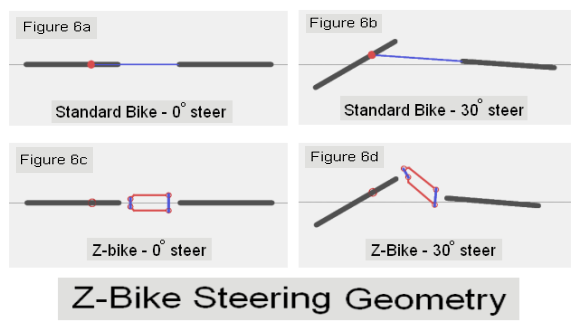 Figure 6a
Standard Bike - 0° steer
Figure 6b
Standard Bike - 30° steer
Figure 6c
Z-bike - 0° steer
Figure 6d
Z-Bike - 30° steer
Z-Bike Steering Geometry